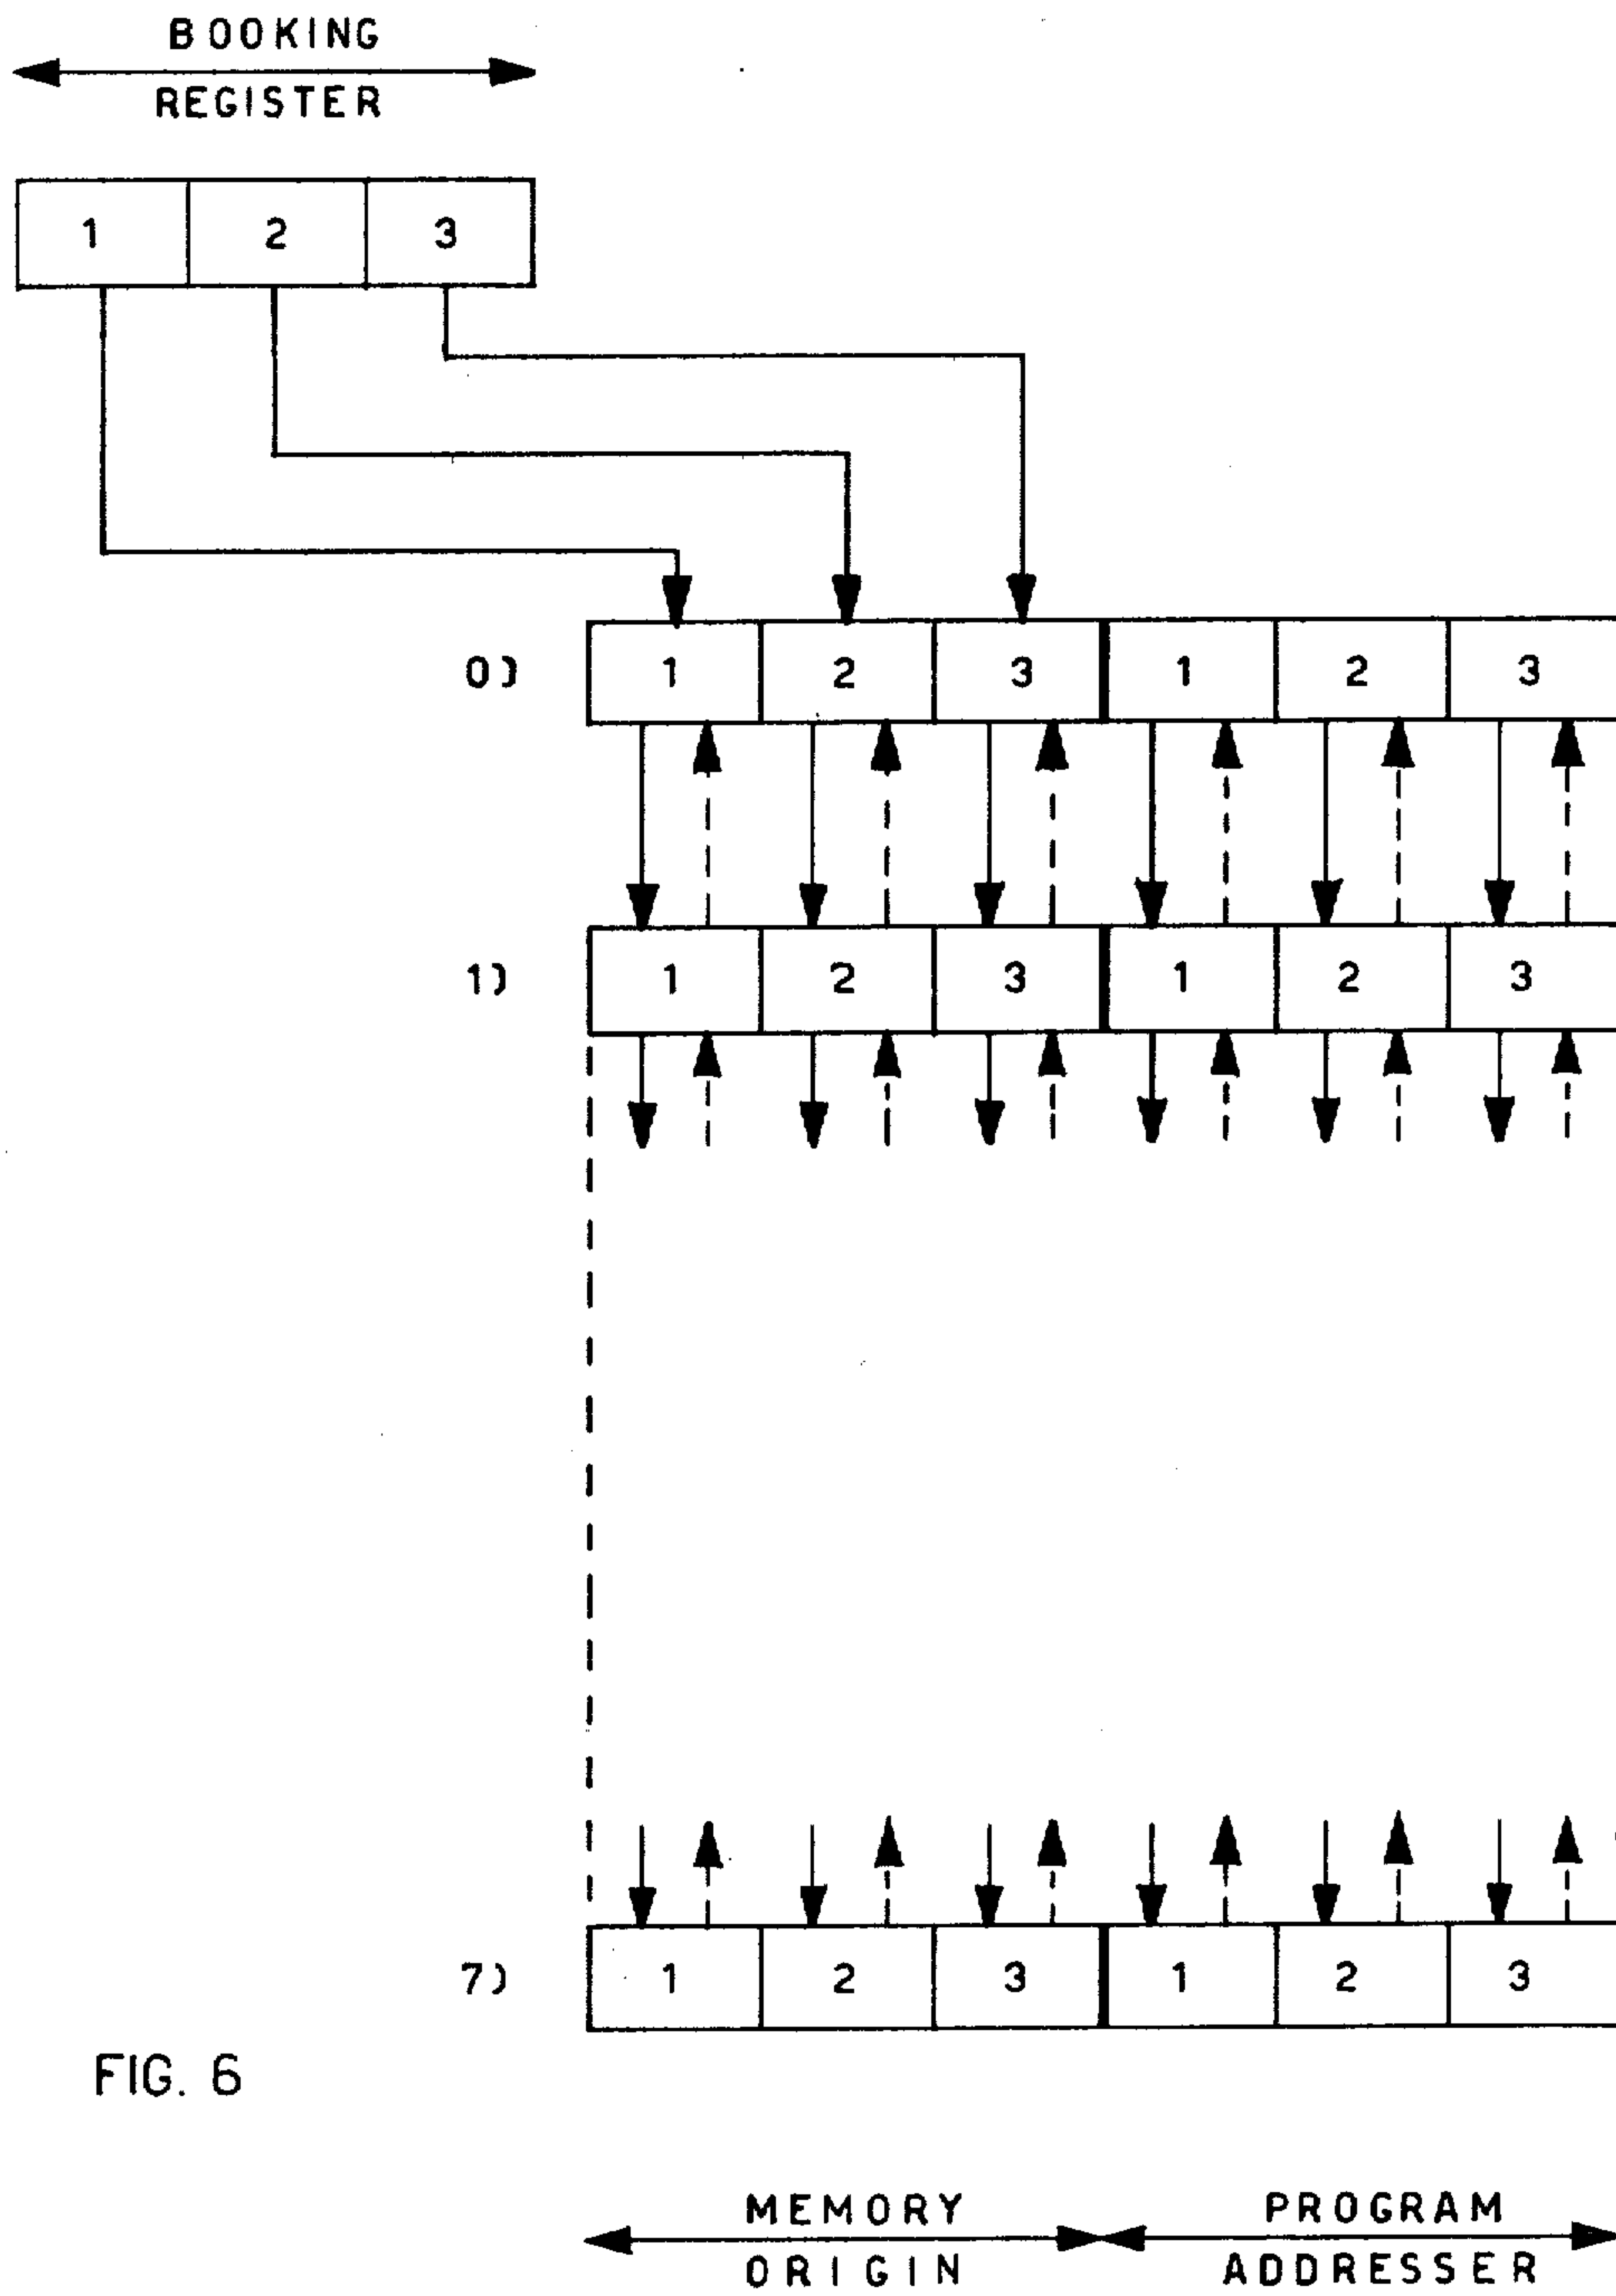 BOOKING
REGISTER
1 2 3
0) 1 2 3 1 2 3
1) 1 2 3 1 2 3
7) 1 2 3 1 2 3
FIG. 6
MEMORY PROGRAM
ORIGIN ADDRESSER